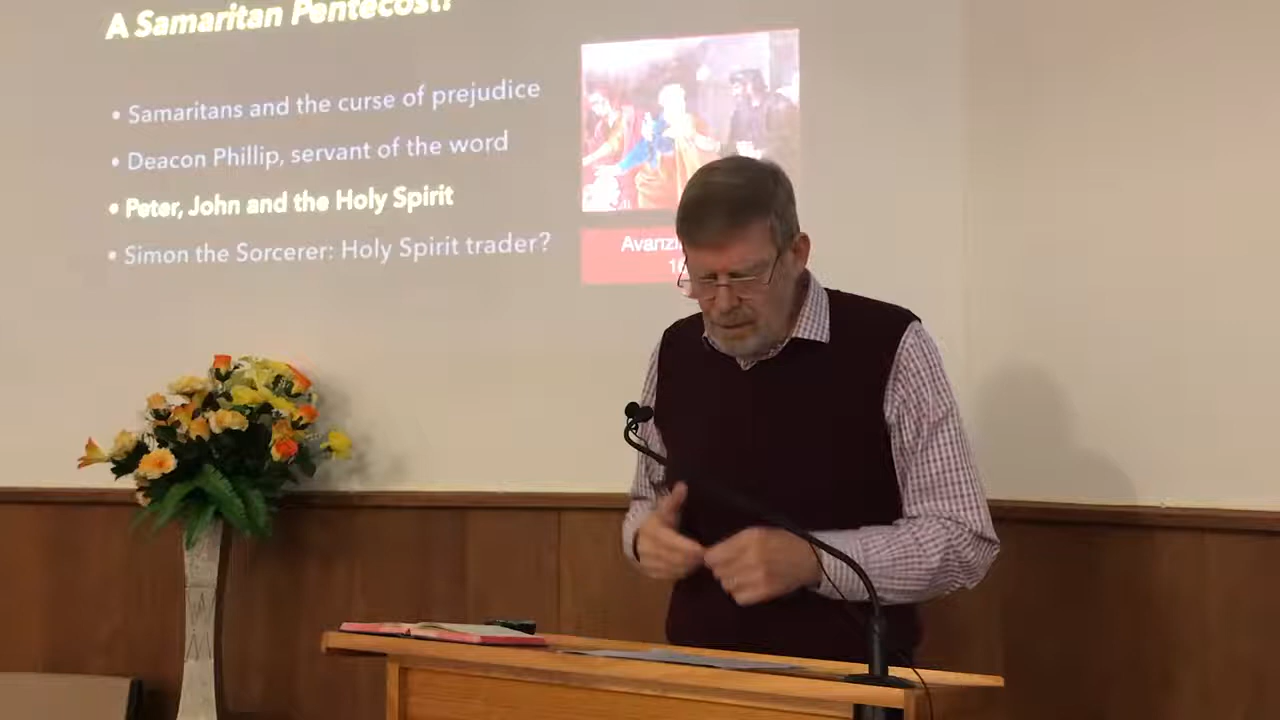 A Samaritan Pentecost?
• Samaritans and the curse of prejudice
• Deacon Phillip, servant of the word
• Peter, John and the Holy Spirit
• Simon the Sorcerer: Holy Spirit trader?